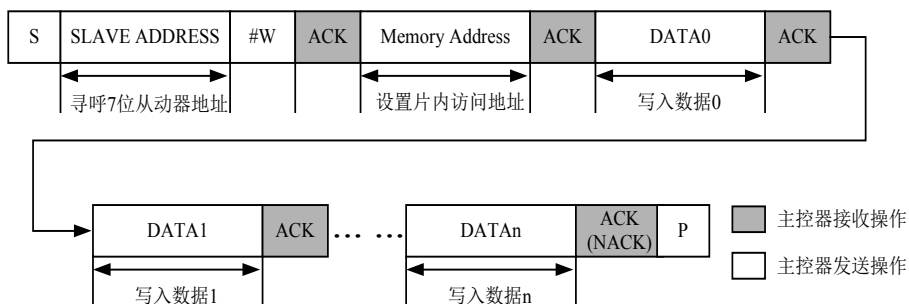 S SLAVE ADDRESS #W ACK Memory Address ACK DATA0 ACK
寻呼7位从动器地址 设置片内访问地址 写入数据0
DATA1 ACK … … DATAn ACK (NACK) P
写入数据1 写入数据n
主控器接收操作
主控器发送操作